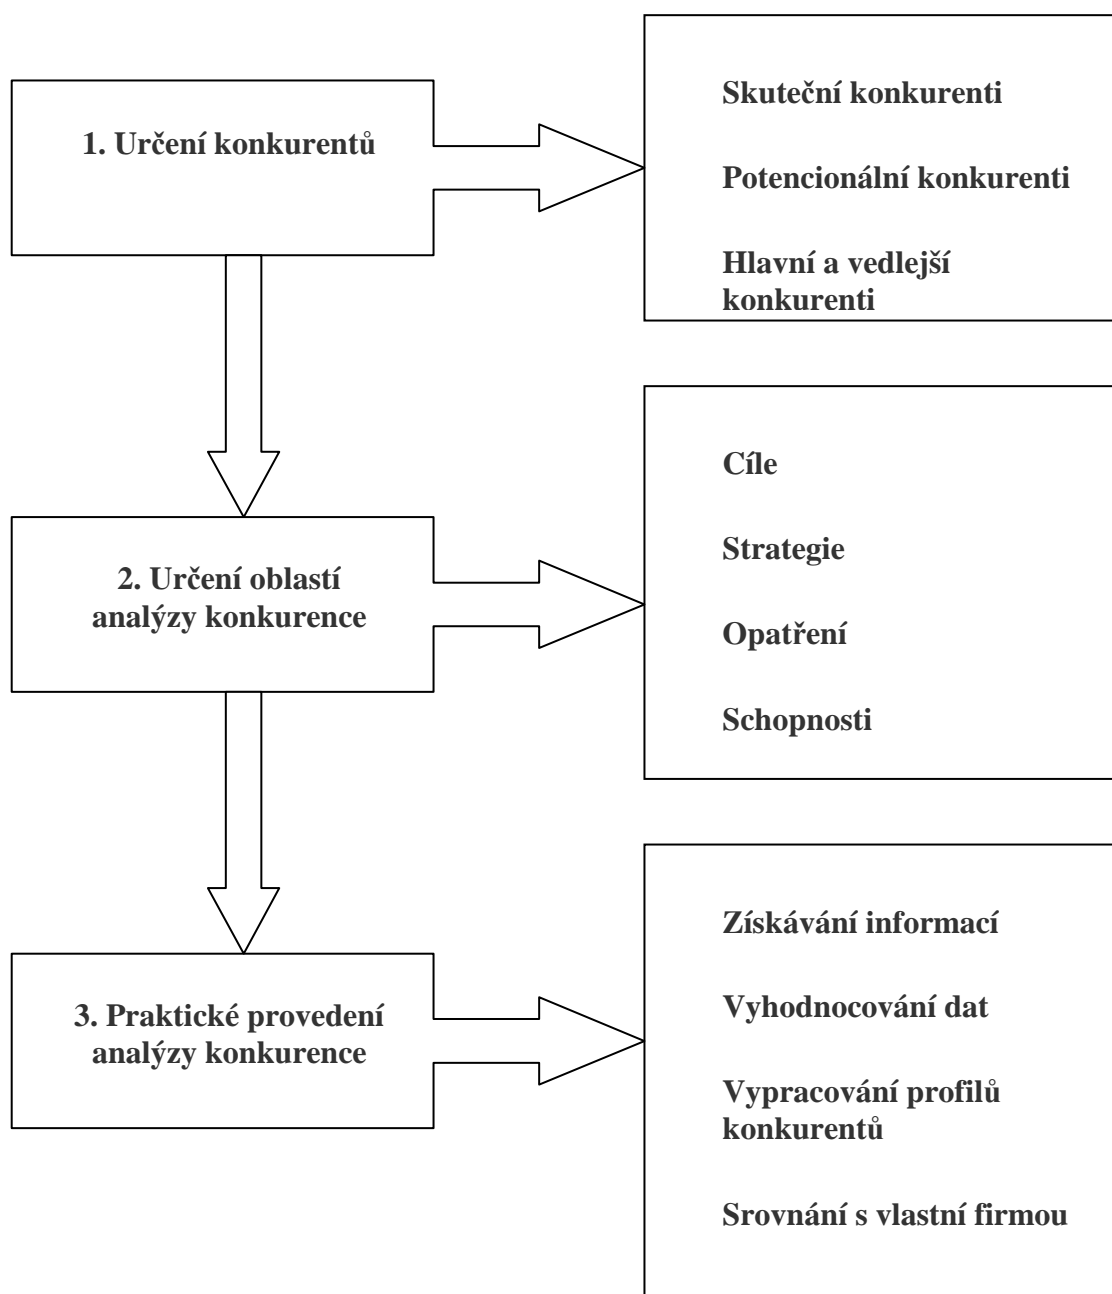 1. Určení konkurentů
Skuteční konkurenti
Potencionální konkurenti
Hlavní a vedlejší
konkurenti
2. Určení oblastí
analýzy konkurence
Cíle
Strategie
Opatření
Schopnosti
3. Praktické provedení
analýzy konkurence
Získávání informací
Vyhodnocování dat
Vypracování profilů
konkurentů
Srovnání s vlastní firmou